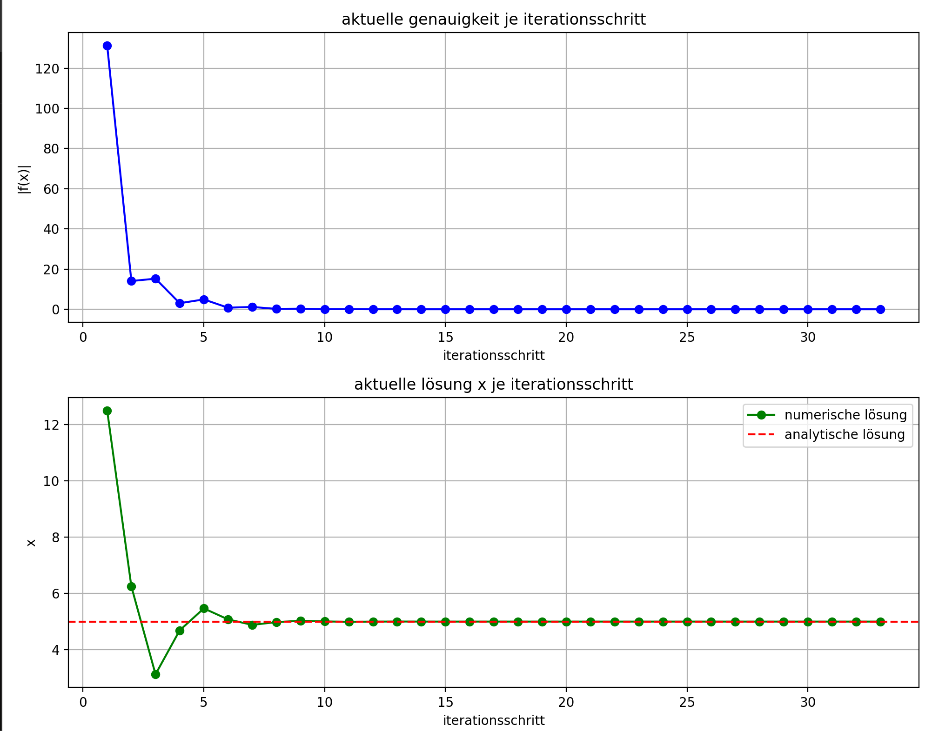 aktuelle genauigkeit je iterationsschritt
120
100
80
60
40
20
0
|f(x)|
0 5 10 15 20 25 30
iterationsschritt
aktuelle lösung x je iterationsschritt
12
10
8
6
4
x
numerische lösung
analytische lösung
0 5 10 15 20 25 30
iterationsschritt